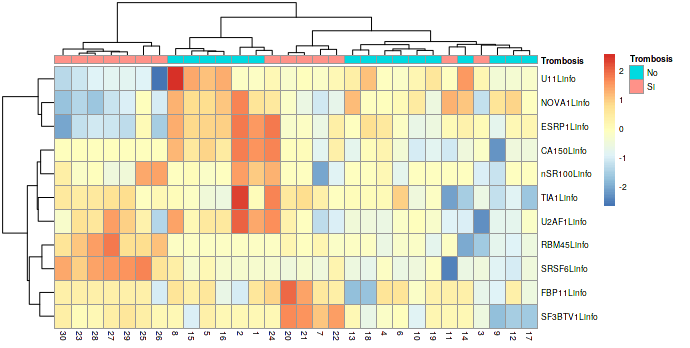 Trombosis
Trombosis
U11Linfo
NOVA1Linfo
ESRP1Linfo
CA150Linfo
nSR100Linfo
TIA1Linfo
U2AF1Linfo
RBM45Linfo
SRSF6Linfo
FBP11Linfo
SF3BTV1Linfo
2
1
0
-1
-2
No
SI
30 23 28 27 29 25 26 8 15 5 16 2 1 24 20 21 7 22 13 18 4 6 10 19 11 14 3 9 12 17